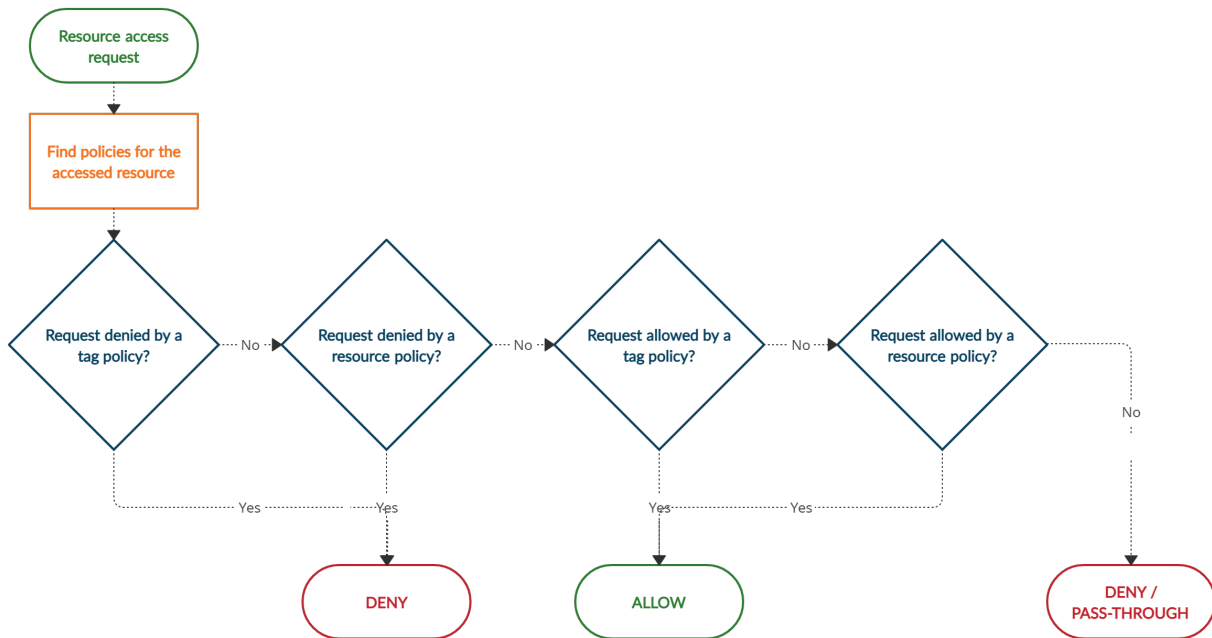 Resource access
request
Find policies for the
accessed resource
Request denied by a
tag policy?
No
Request denied by a
resource policy?
No
Request allowed by a
tag policy?
No
Request allowed by a
resource policy?
No
Yes
Yes
Yes
Yes
DENY
ALLOW
DENY /
PASS-THROUGH